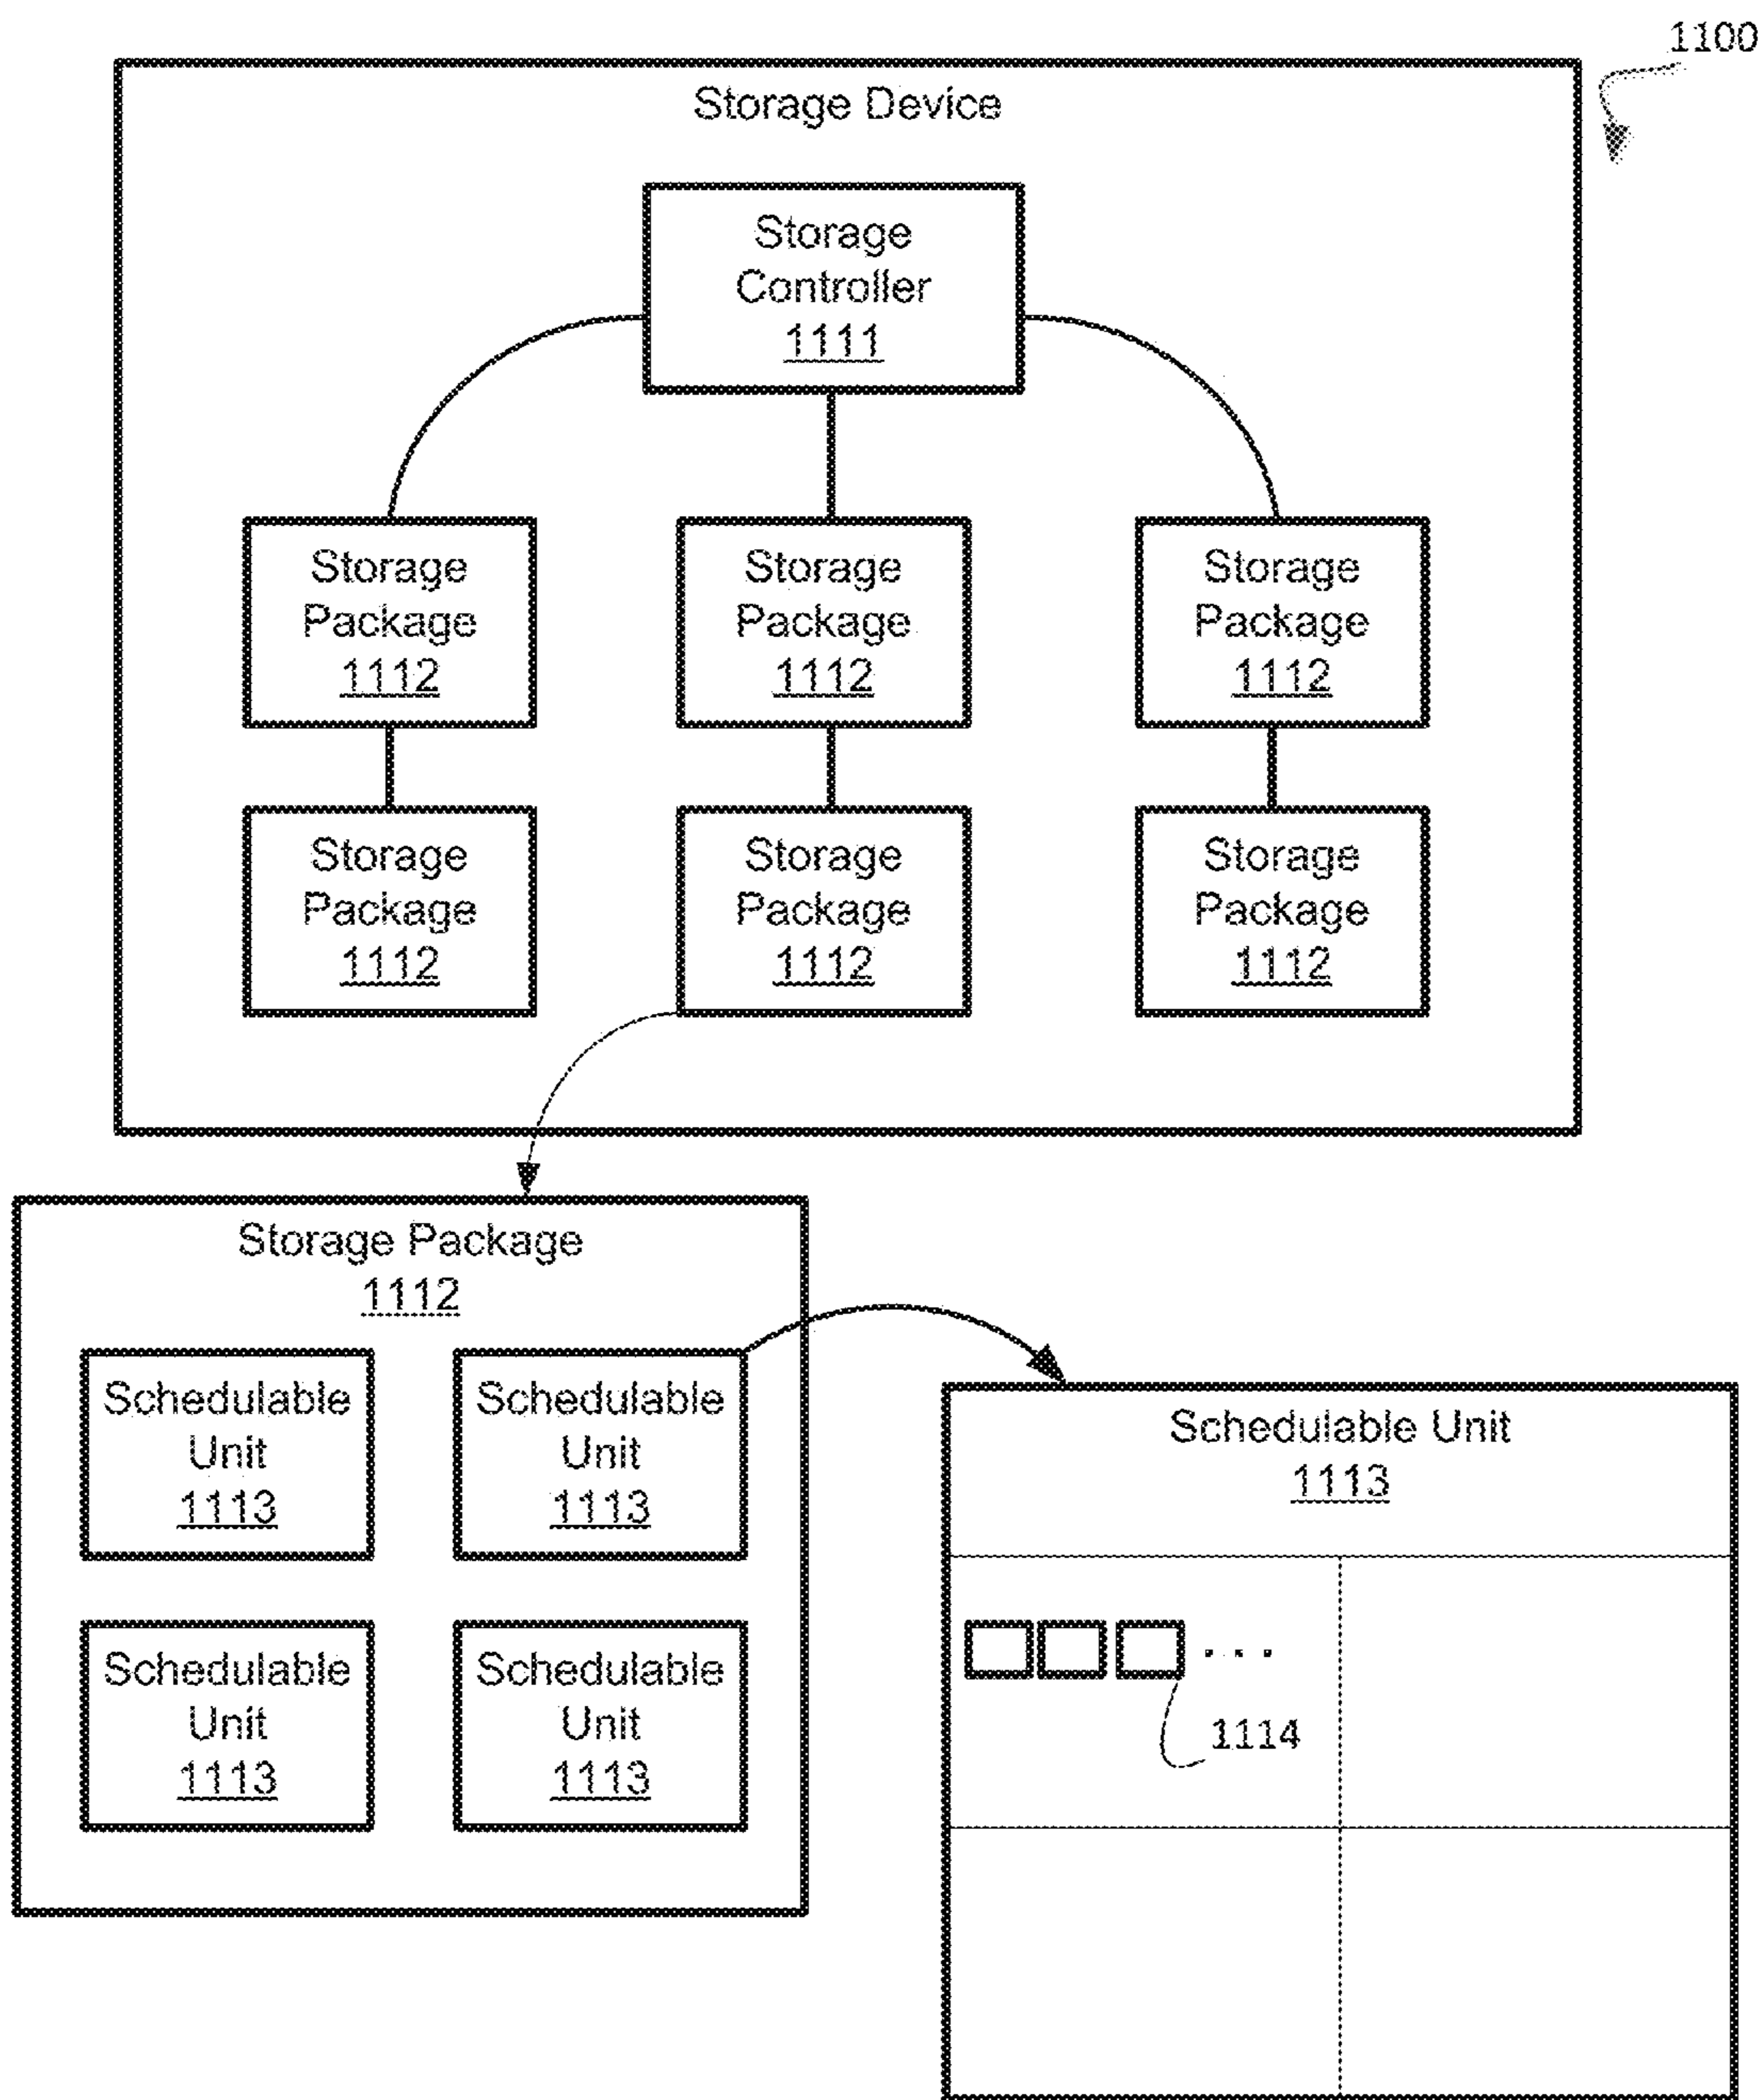 1100
Storage Device
Storage
Controller
1111
Storage
Package
1112
Storage
Package
1112
Storage
Package
1112
Storage
Package
1112
Storage
Package
1112
Storage
Package
1112
Storage Package
1112
Schedulable
Unit
1113
Schedulable
Unit
1113
Schedulable
Unit
1113
Schedulable
Unit
1113
Schedulable Unit
1113
. . .
1114